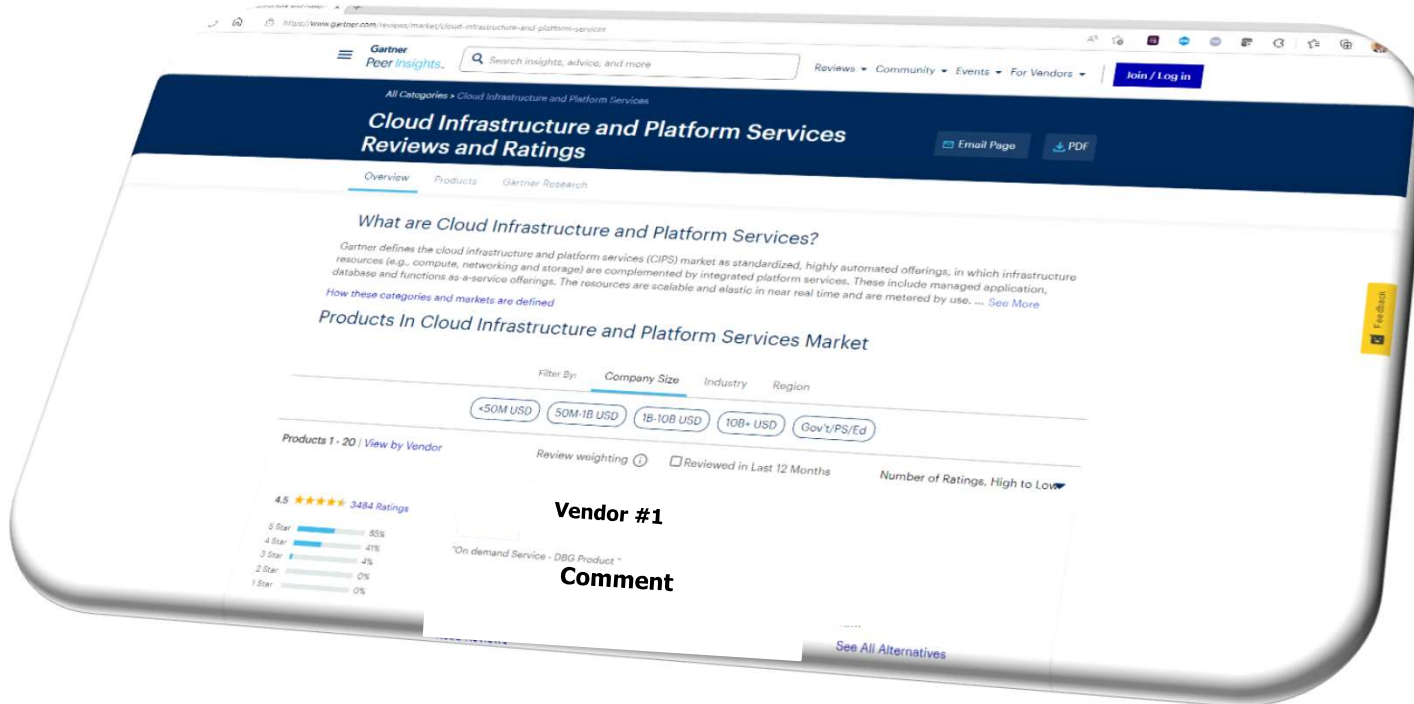 https://www.gartner.com/reviews/market/cloud-infrastructure-and-platform-services
Gartner
Peer Insights™
Search insights, advice, and more
Reviews Community Events For Vendors
Join / Log in
All Categories > Cloud Infrastructure and Platform Services
Cloud Infrastructure and Platform Services
Reviews and Ratings
Email Page
PDF
Overview Products Gartner Research
What are Cloud Infrastructure and Platform Services?
Gartner defines the cloud infrastructure and platform services (CIPS) market as standardized, highly automated offerings, in which infrastructure
resources (e.g., compute, networking and storage) are complemented by integrated platform services. These include managed application,
database and functions as-a-service offerings. The resources are scalable and elastic in near real time and are metered by use. ... See More
How these categories and markets are defined
Feedback
Products In Cloud Infrastructure and Platform Services Market
Filter By: Company Size Industry Region
<50M USD 50M-1B USD 1B-10B USD 10B+ USD Gov't/PS/Ed
Products 1 - 20 | View by Vendor
Review weighting Reviewed in Last 12 Months
Number of Ratings, High to Low
4.5 3484 Ratings
Vendor #1
5 Star 55%
4 Star 41%
3 Star 4%
2 Star 0%
Star 0%
"On demand Service - DBG Product "
Comment
See All Alternatives